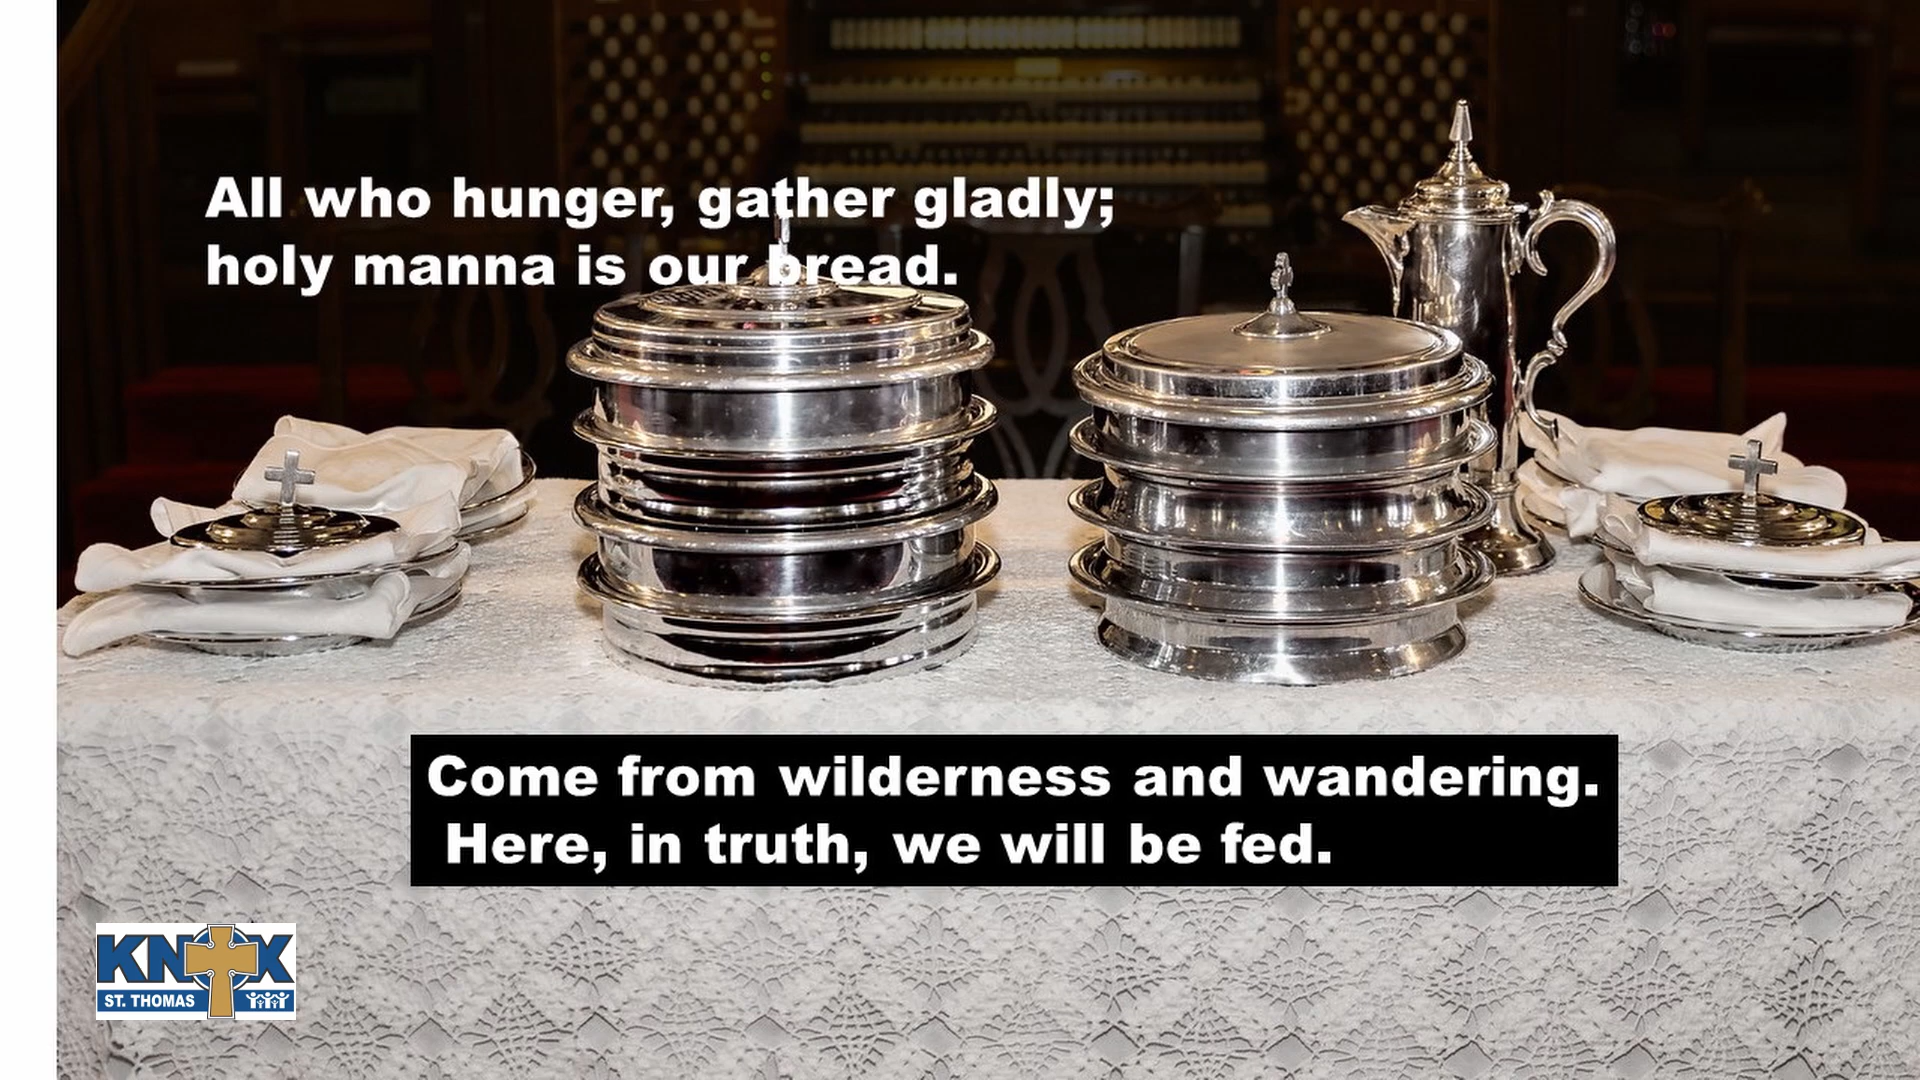 All who hunger, gather gladly;
holy manna is our bread.
Come from wilderness and wandering.
Here, in truth, we will be fed.
KNOX
ST. THOMAS